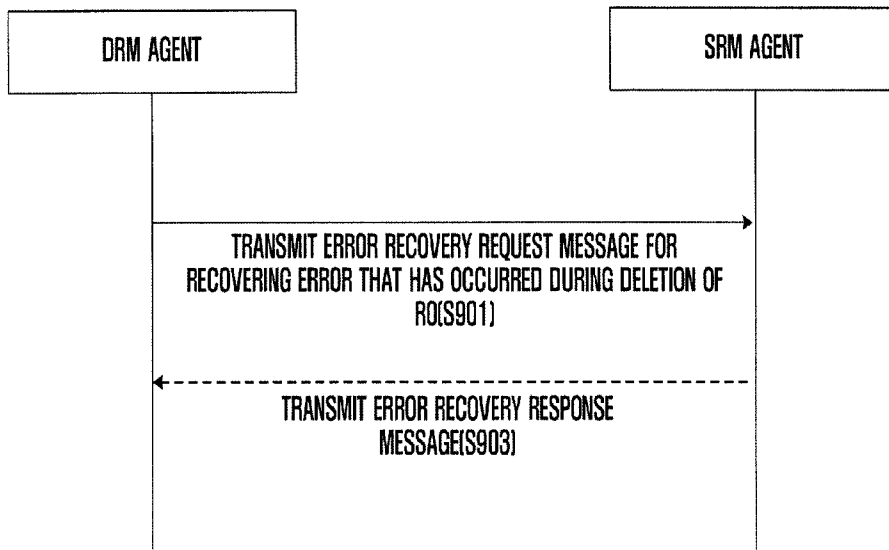 DRM AGENT
SRM AGENT
TRANSMIT ERROR RECOVERY REQUEST MESSAGE FOR
RECOVERING ERROR THAT HAS OCCURRED DURING DELETION OF
RO(S901)
TRANSMIT ERROR RECOVERY RESPONSE
MESSAGE(S903)